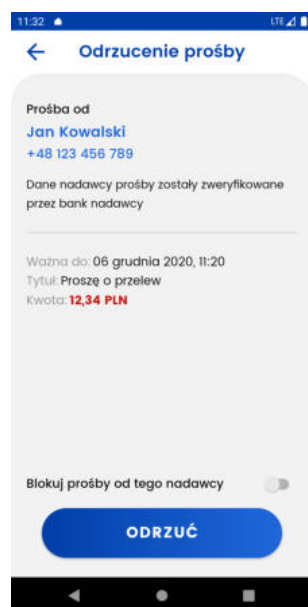 11:32 LTE
Odrzucenie prośby
Prośba od
Jan Kowalski
+48 123 456 789
Dane nadawcy prośby zostały zweryfikowane
przez bank nadawcy
Ważna do: 06 grudnia 2020, 11:20
Tytuł: Proszę o przelew
Kwota: 12,34 PLN
Blokuj prośby od tego nadawcy
ODRZUĆ